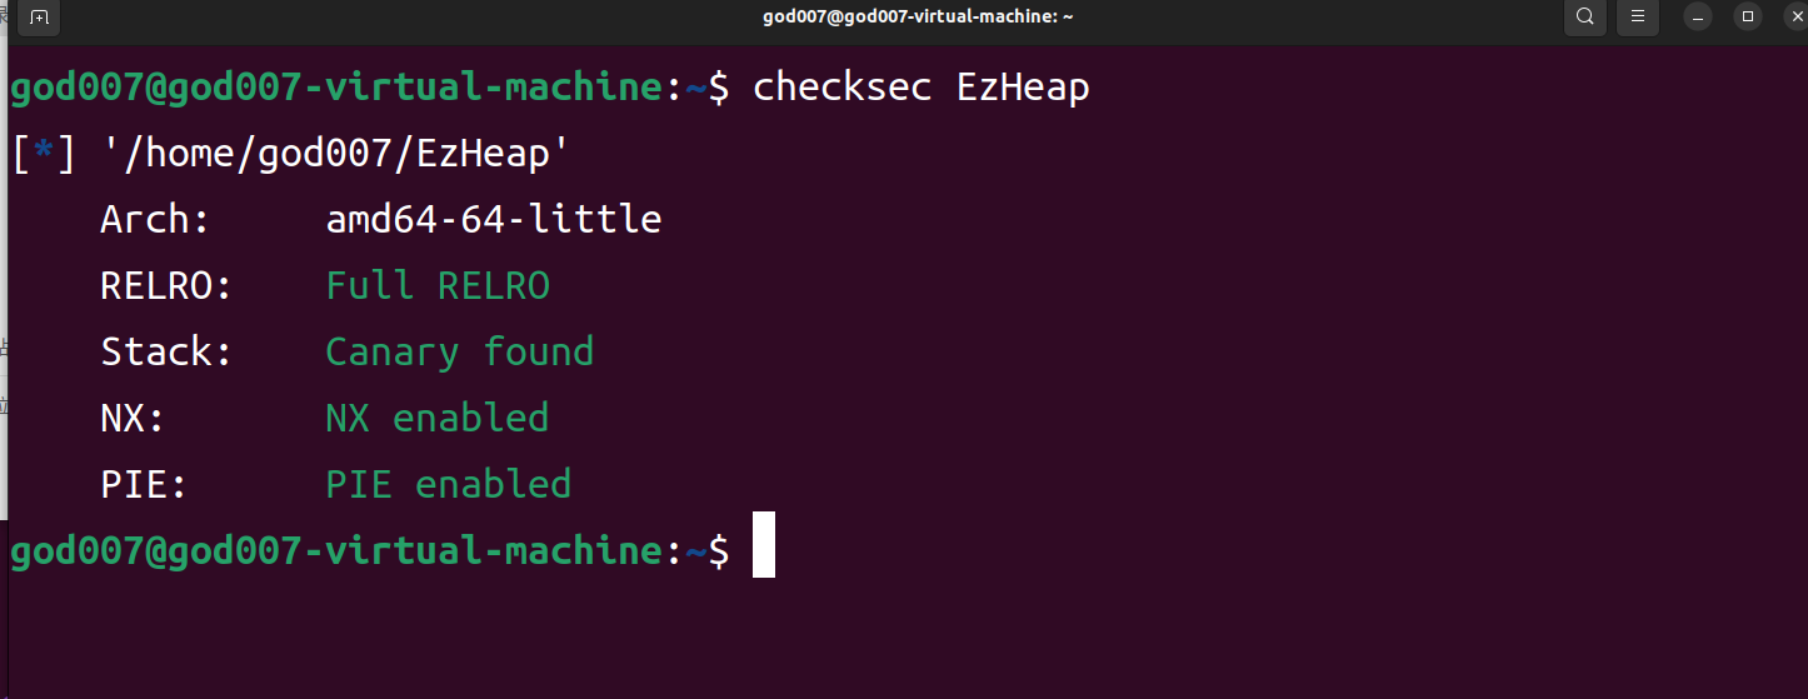 god007@god007-virtual-machine: ~
god007@god007-virtual-machine:~$ checksec EzHeap
[*] '/home/god007/EzHeap'
Arch: amd64-64-little
RELRO: Full RELRO
Stack: Canary found
NX: NX enabled
PIE: PIE enabled
god007@god007-virtual-machine:~$